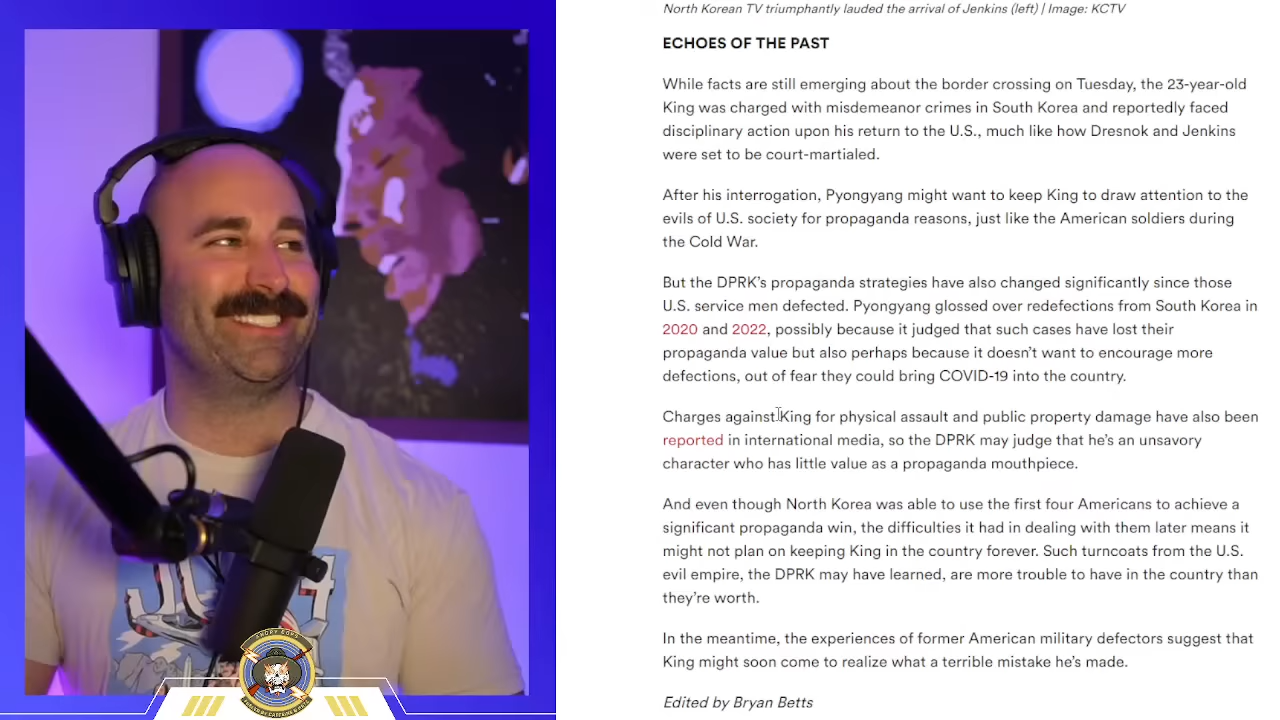 North Korean TV triumphantly lauded the arrival of Jenkins (left) | Image: KCTV
ECHOES OF THE PAST
While facts are still emerging about the border crossing on Tuesday, the 23-year-old
King was charged with misdemeanor crimes in South Korea and reportedly faced
disciplinary action upon his return to the U.S., much like how Dresnok and Jenkins
were set to be court-martialed.
After his interrogation, Pyongyang might want to keep King to draw attention to the
evils of U.S. society for propaganda reasons, just like the American soldiers during
the Cold War.
But the DPRK's propaganda strategies have also changed significantly since those
U.S. service men defected. Pyongyang glossed over redefections from South Korea in
2020 and 2022, possibly because it judged that such cases have lost their
propaganda value but also perhaps because it doesn't want to encourage more
defections, out of fear they could bring COVID-19 into the country.
Charges against King for physical assault and public property damage have also been
reported in international media, so the DPRK may judge that he's an unsavory
character who has little value as a propaganda mouthpiece.
And even though North Korea was able to use the first four Americans to achieve a
significant propaganda win, the difficulties it had in dealing with them later means it
might not plan on keeping King in the country forever. Such turncoats from the U.S.
evil empire, the DPRK may have learned, are more trouble to have in the country than
they're worth.
In the meantime, the experiences of former American military defectors suggest that
King might soon come to realize what a terrible mistake he's made.
Edited by Bryan Betts